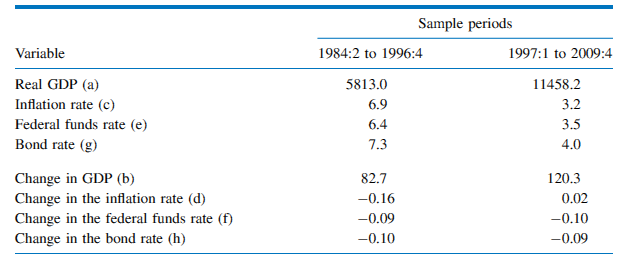 Sample periods
Variable 1984:2 to 1996:4 1997:1 to 2009:4
Real GDP (a) 5813.0 11458.2
Inflation rate (c) 6.9 3.2
Federal funds rate (e) 6.4 3.5
Bond rate (g) 7.3 4.0
Change in GDP (b) 82.7 120.3
Change in the inflation rate (d) −0.16 0.02
Change in the federal funds rate (f) −0.09 −0.10
Change in the bond rate (h) −0.10 −0.09